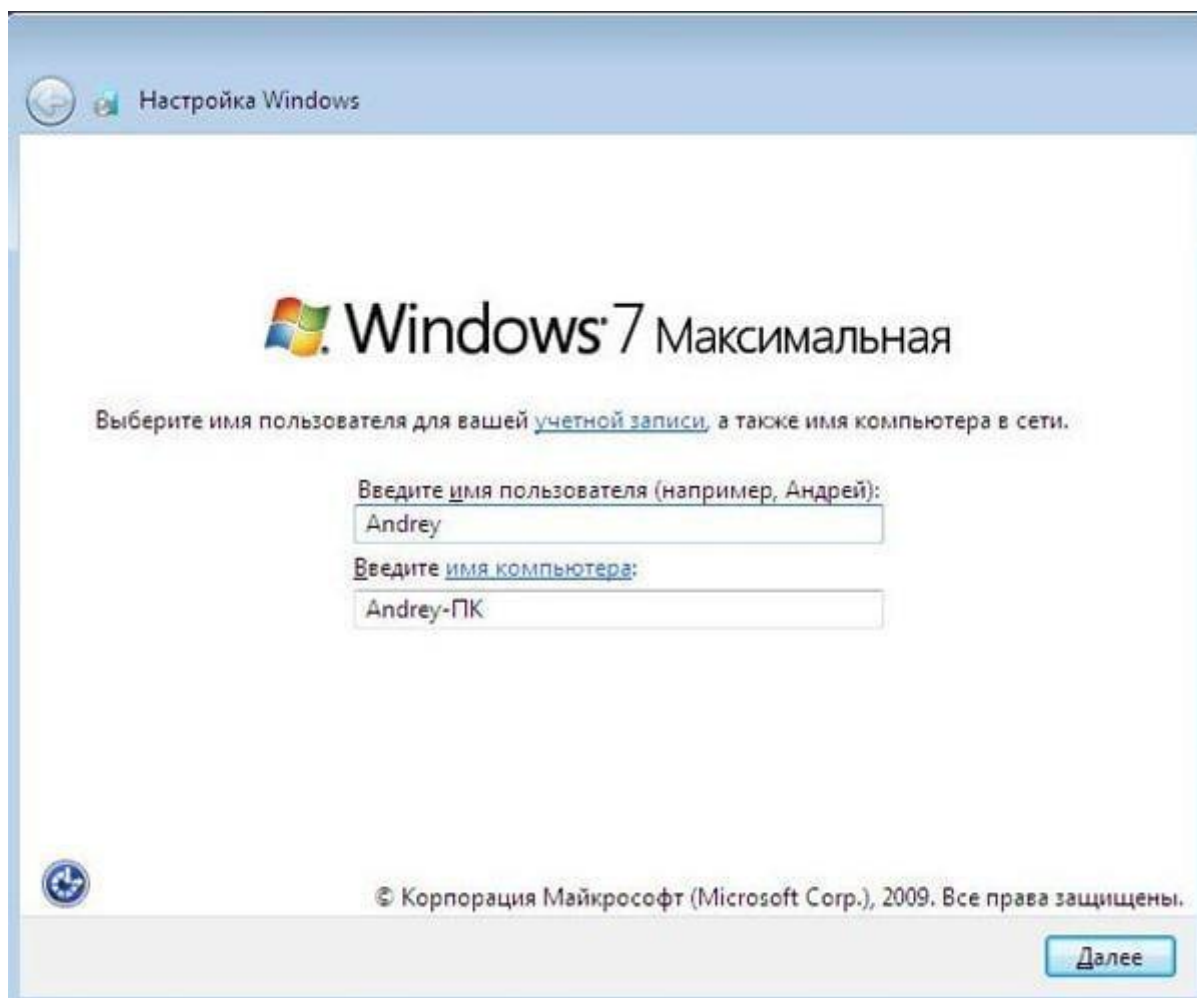 Настройка Windows
Windows 7 Максимальная
Выберите имя пользователя для вашей учетной записи, а также имя компьютера в сети.
Введите имя пользователя (например, Андрей):
Andrey
Введите имя компьютера:
Andrey-ПК
© Корпорация Майкрософт (Microsoft Corp.), 2009. Все права защищены.
Далее